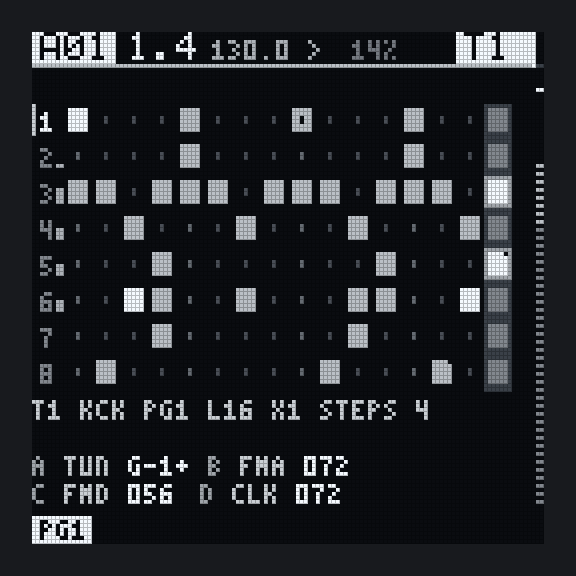 A01 1.4 130.0 > 14% T1
1
2
3
4
5
6
7
8
T1 KCK PG1 L16 X1 STEPS 4
A TUN G-1+ B FMA 072
C FMD 056 D CLK 072
PG1